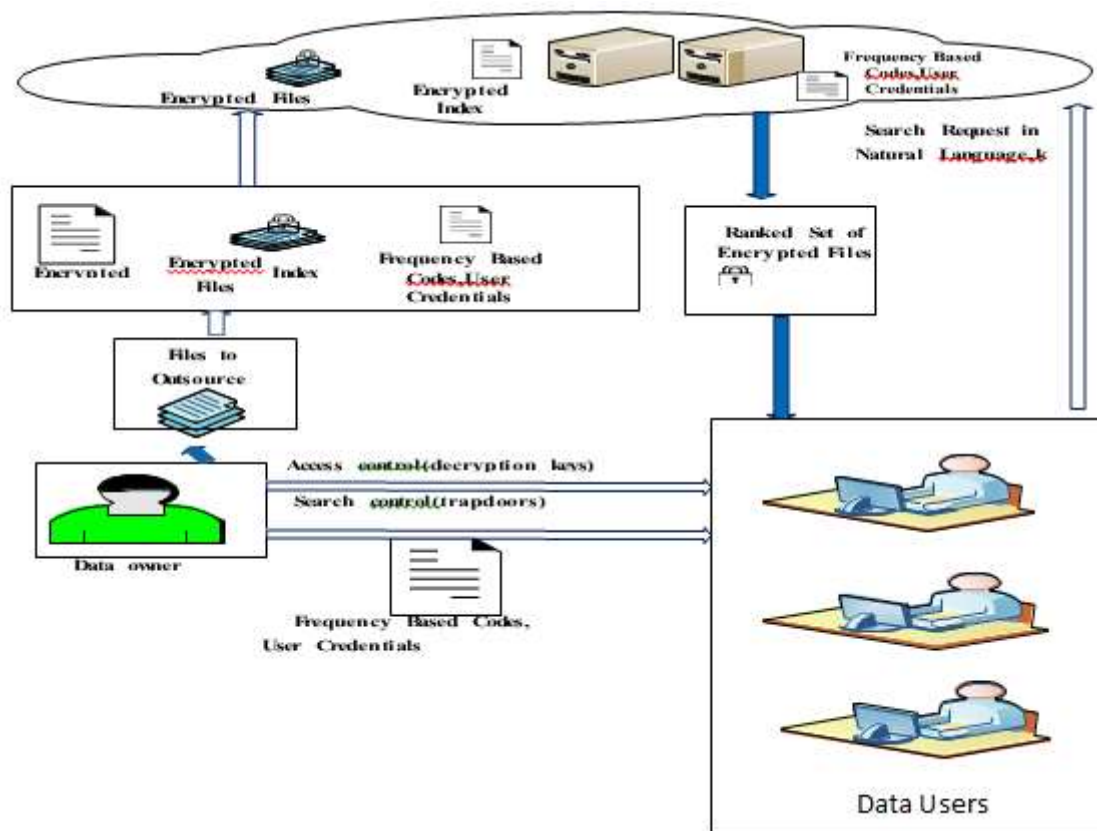 Encrypted Files
Encrypted
Index
Frequency Based
Codes,User
Credentials
Search Request in
Natural Language,k
Encrypted
Encrypted Index
Files
Frequency Based
Codes,User
Credentials
Ranked Set of
Encrypted Files
Files to
Outsource
Access control(decryption keys)
Search control(trapdoors)
Data owner
Frequency Based Codes,
User Credentials
Data Users